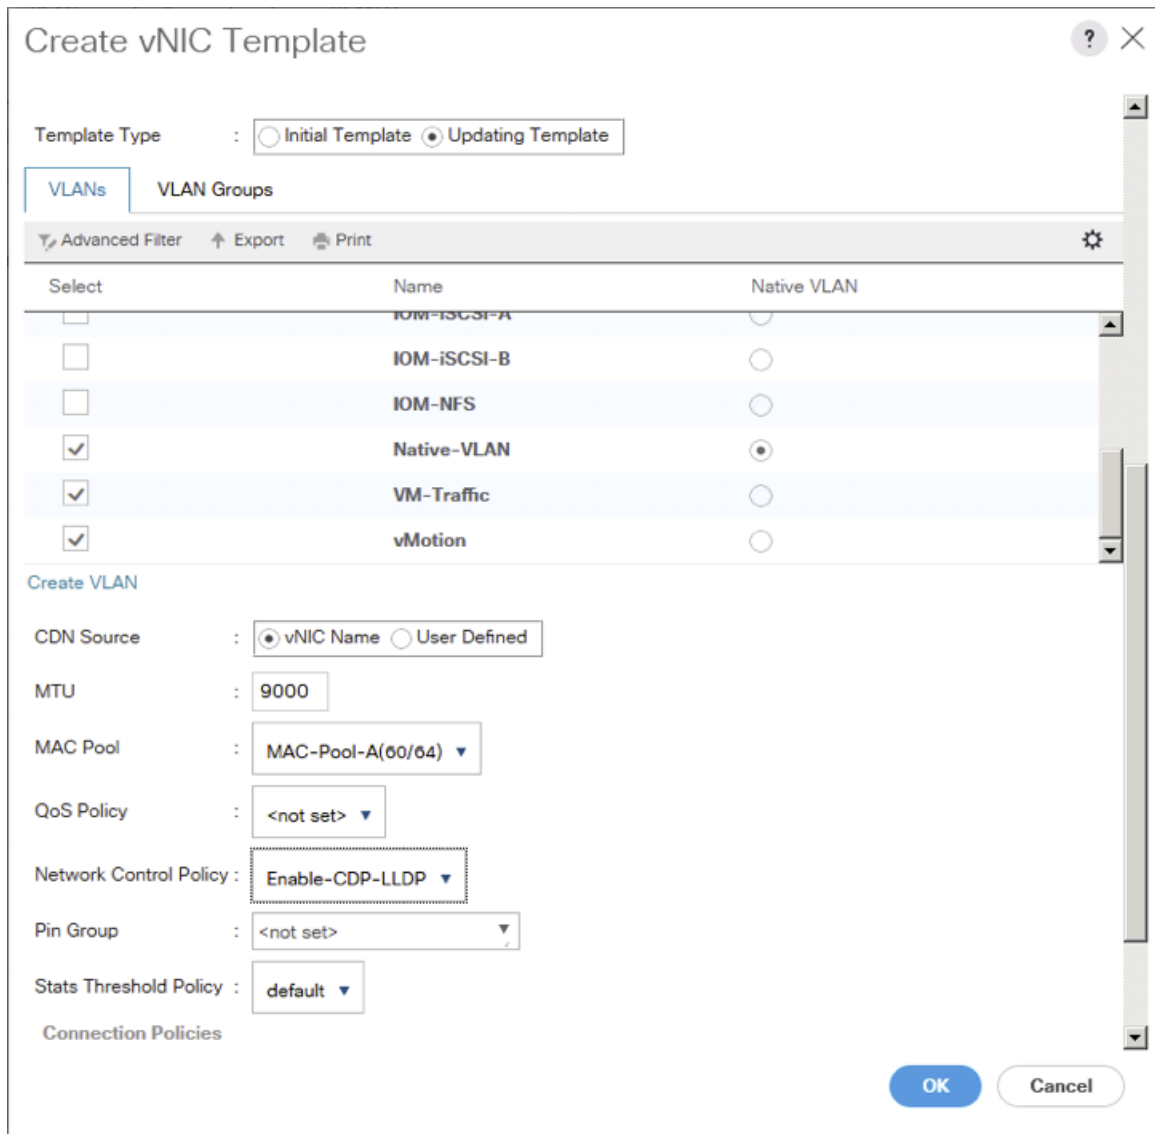 Create vNIC Template
?
Template Type : Initial Template Updating Template
VLANs VLAN Groups
Advanced Filter Export Print
Select Name Native VLAN
IOM-iSCSI-A
IOM-iSCSI-B
IOM-NFS
Native-VLAN
VM-Traffic
vMotion
Create VLAN
CDN Source : vNIC Name User Defined
MTU : 9000
MAC Pool : MAC-Pool-A(60/64)
QoS Policy : <not set>
Network Control Policy : Enable-CDP-LLDP
Pin Group : <not set>
Stats Threshold Policy : default
Connection Policies
OK Cancel